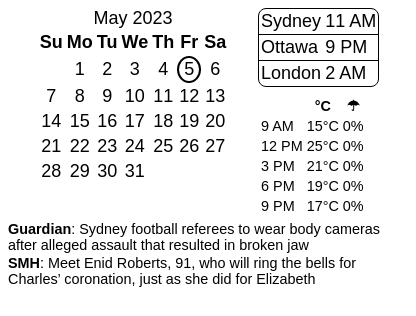 May 2023
Su Mo Tu We Th Fr Sa
1 2 3 4 5 6
7 8 9 10 11 12 13
14 15 16 17 18 19 20
21 22 23 24 25 26 27
28 29 30 31
Sydney 11 AM
Ottawa 9 PM
London 2 AM
°C ☂
9 AM 15°C 0%
12 PM 25°C 0%
3 PM 21°C 0%
6 PM 19°C 0%
9 PM 17°C 0%
Guardian: Sydney football referees to wear body cameras
after alleged assault that resulted in broken jaw
SMH: Meet Enid Roberts, 91, who will ring the bells for
Charles’ coronation, just as she did for Elizabeth